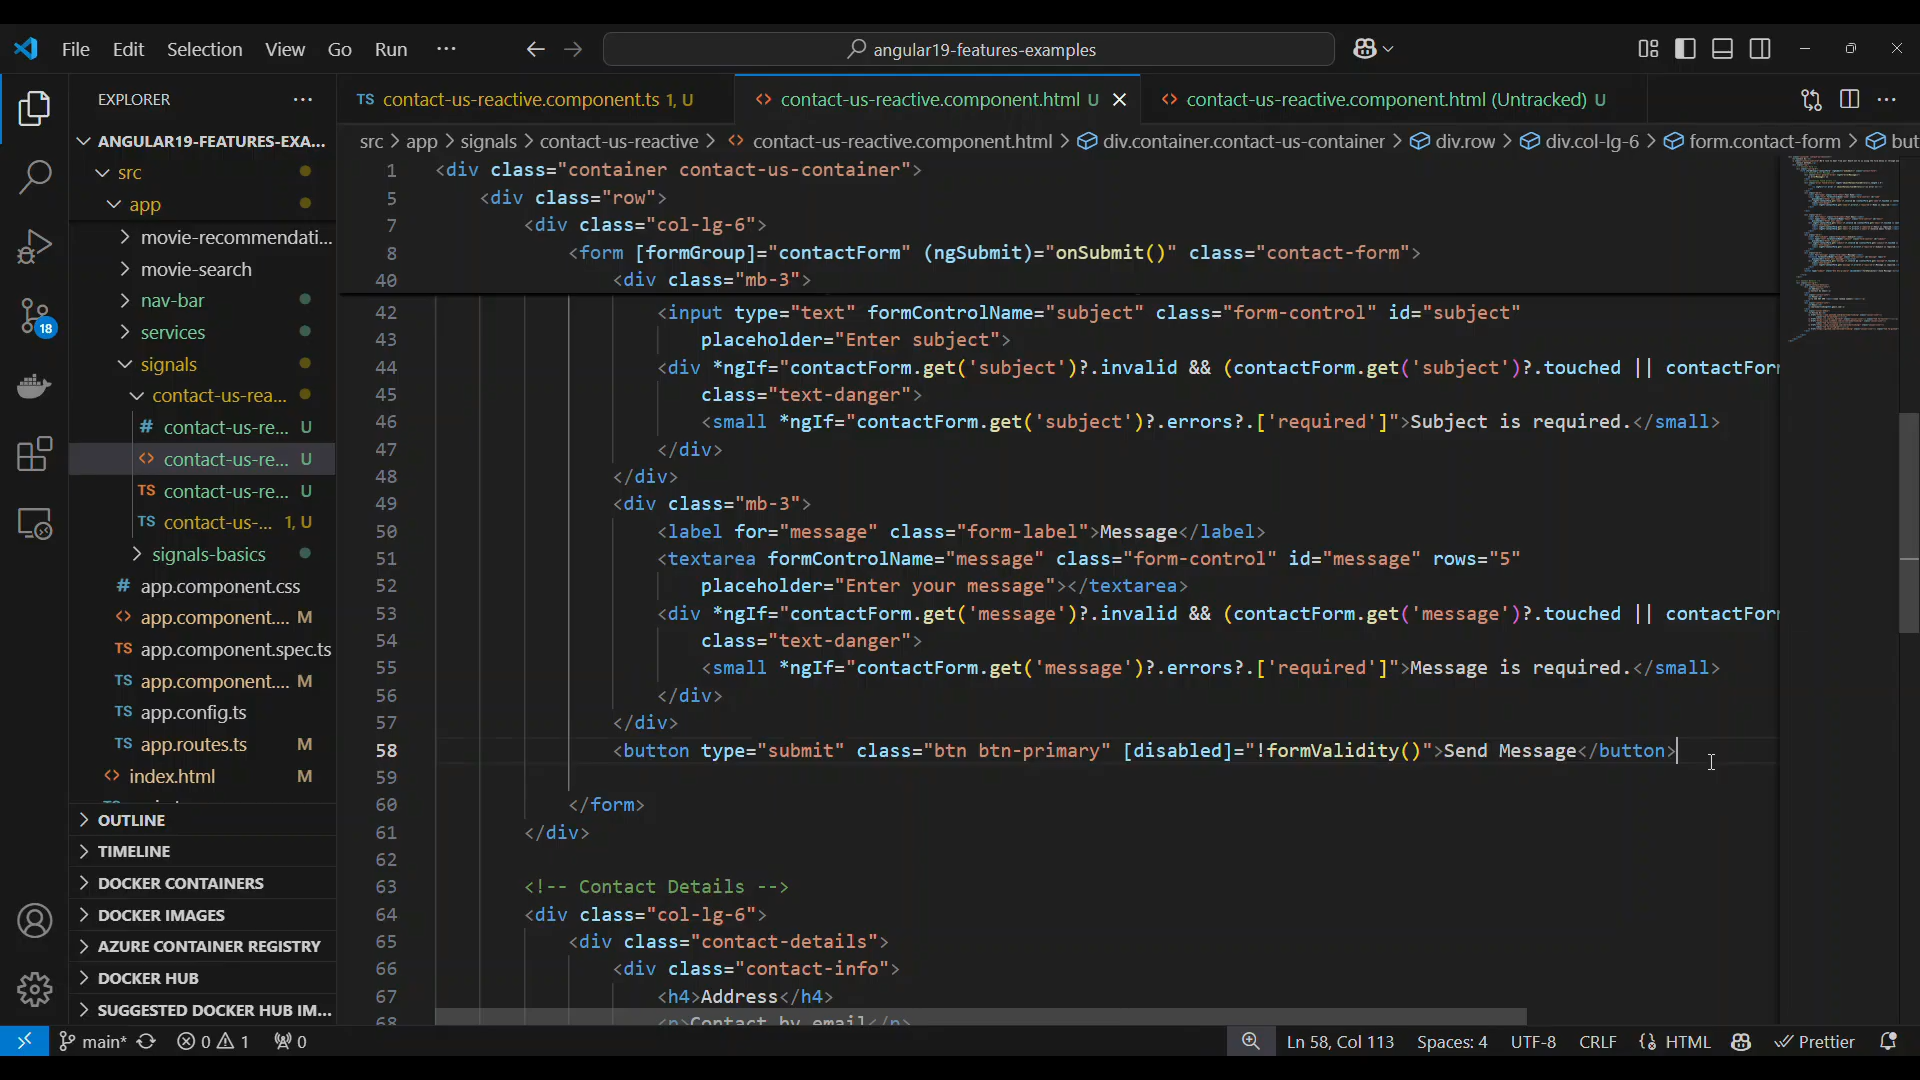 File Edit Selection View Go Run ···
angular19-features-examples
EXPLORER ···
ANGULAR19-FEATURES-EXA...
src
app
movie-recommendati...
movie-search
nav-bar
services
signals
contact-us-rea...
# contact-us-re... U
<> contact-us-re... U
TS contact-us-re... U
TS contact-us-... 1, U
signals-basics
# app.component.css
<> app.component.... M
TS app.component.spec.ts
TS app.component.... M
TS app.config.ts
TS app.routes.ts M
<> index.html M
OUTLINE
TIMELINE
DOCKER CONTAINERS
DOCKER IMAGES
AZURE CONTAINER REGISTRY
DOCKER HUB
SUGGESTED DOCKER HUB IM...
18
TS contact-us-reactive.component.ts 1, U
<> contact-us-reactive.component.html U
<> contact-us-reactive.component.html (Untracked) U
src > app > signals > contact-us-reactive > <> contact-us-reactive.component.html > div.container.contact-us-container > div.row > div.col-lg-6 > form.contact-form > but
1 <div class="container contact-us-container">
5 <div class="row">
7 <div class="col-lg-6">
8 <form [formGroup]="contactForm" (ngSubmit)="onSubmit()" class="contact-form">
40 <div class="mb-3">
42 <input type="text" formControlName="subject" class="form-control" id="subject"
43 placeholder="Enter subject">
44 <div *ngIf="contactForm.get('subject')?.invalid && (contactForm.get('subject')?.touched || contactForm
45 class="text-danger">
46 <small *ngIf="contactForm.get('subject')?.errors?.['required']">Subject is required.</small>
47 </div>
48 </div>
49 <div class="mb-3">
50 <label for="message" class="form-label">Message</label>
51 <textarea formControlName="message" class="form-control" id="message" rows="5"
52 placeholder="Enter your message"></textarea>
53 <div *ngIf="contactForm.get('message')?.invalid && (contactForm.get('message')?.touched || contactForm
54 class="text-danger">
55 <small *ngIf="contactForm.get('message')?.errors?.['required']">Message is required.</small>
56 </div>
57 </div>
58 <button type="submit" class="btn btn-primary" [disabled]="!formValidity()">Send Message</button>
59
60 </form>
61 </div>
62
63 <!-- Contact Details -->
64 <div class="col-lg-6">
65 <div class="contact-details">
66 <div class="contact-info">
67 <h4>Address</h4>
68 <p>Contact by email</p>
main* 0 1 0
Ln 58, Col 113 Spaces: 4 UTF-8 CRLF HTML Prettier